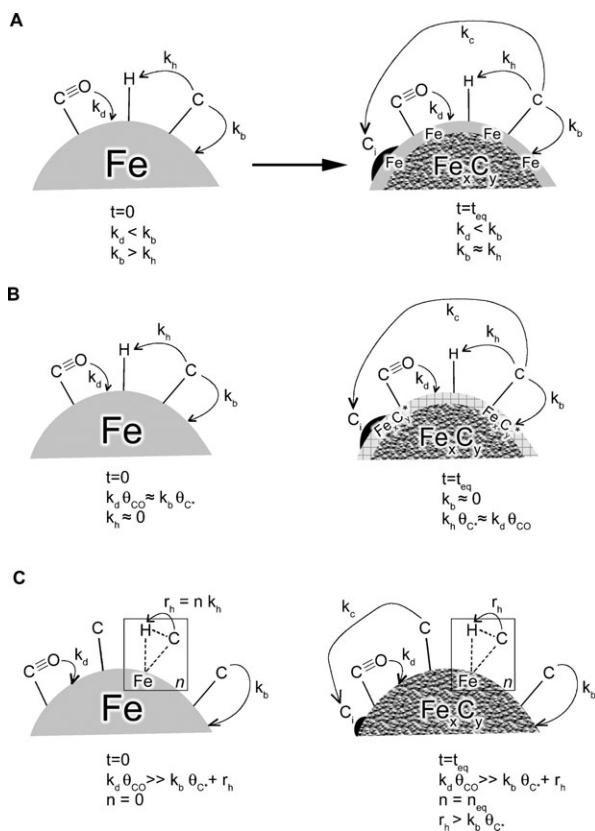 A
C≡O
k_d
H
k_h
C
k_b
Fe
t=0
k_d < k_b
k_b > k_h
k_c
C≡O
k_d
H
k_h
C
k_b
C_i
Fe
Fe
Fe
Fe
Fe_xC_y
t=t_eq
k_d < k_b
k_b ≈ k_h
B
C≡O
k_d
H
k_h
C
k_b
Fe
t=0
k_d θ_CO ≈ k_b θ_C*
k_h ≈ 0
k_c
C≡O
k_d
H
k_h
C
k_b
C_i
Fe_xC_y*
Fe_xC_y*
Fe_xC_y
t=t_eq
k_b ≈ 0
k_h θ_C* ≈ k_d θ_CO
C
r_h = n k_h
C
H
C
C≡O
k_d
Fe
n
C
k_b
Fe
t=0
k_d θ_CO >> k_b θ_C* + r_h
n = 0
k_c
r_h
C
H
C
C≡O
k_d
Fe
n
C
k_b
C_i
Fe_xC_y
t=t_eq
k_d θ_CO >> k_b θ_C* + r_h
n = n_eq
r_h > k_b θ_C*